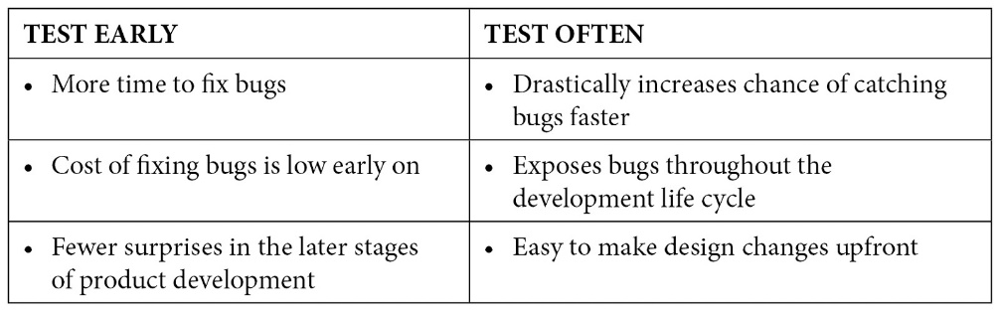 TEST EARLY
TEST OFTEN
• More time to fix bugs
• Drastically increases chance of catching
bugs faster
• Cost of fixing bugs is low early on
• Exposes bugs throughout the
development life cycle
• Fewer surprises in the later stages
of product development
• Easy to make design changes upfront